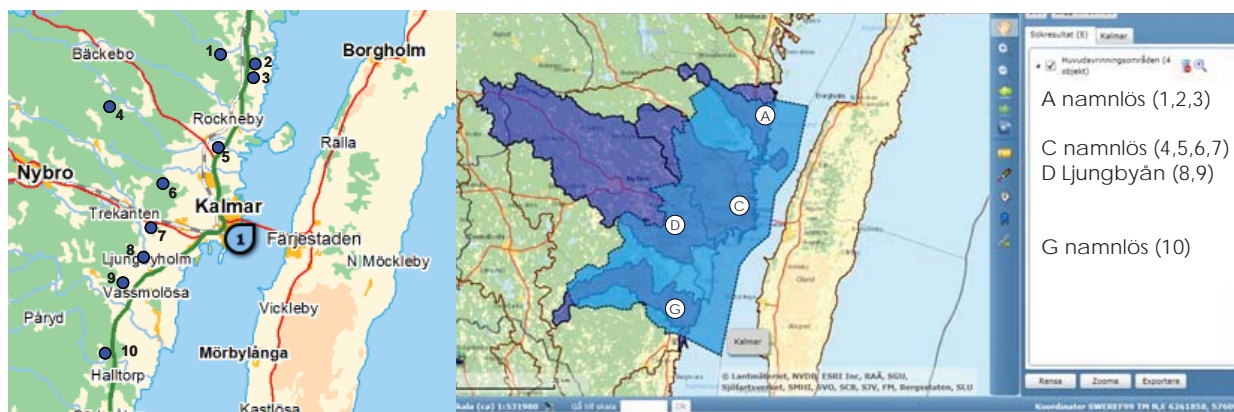 1
Bäckebo
2
3
Borgholm
4
Rockneby
Rälla
5
Nybro
6
Kalmar
Trekanten
7
1
Färjestaden
8
Ljungbyholm
N Möckleby
9
Vassmolösa
Vickleby
Påryd
10
Mörbylånga
Halltorp
Kastlösa
A
C
D
G
Nybro
Kalmar
© Lantmäteriet, NVDB, ESRI Inc, RAÄ, SGU,
Sjöfartsverket, SMHI, SVO, SCB, SJV, FM, Bergsstaten, SLU
Skala (ca) 1:531980
Gå till skala
Ok
Koordinater SWEREF99 TM N,E 6261858, 5760
Sökresultat (5)
Kalmar
Huvudavrinningsområden (4
objekt)
A namnlös (1,2,3)
C namnlös (4,5,6,7)
D Ljungbyån (8,9)
G namnlös (10)
Rensa
Zooma
Exportera